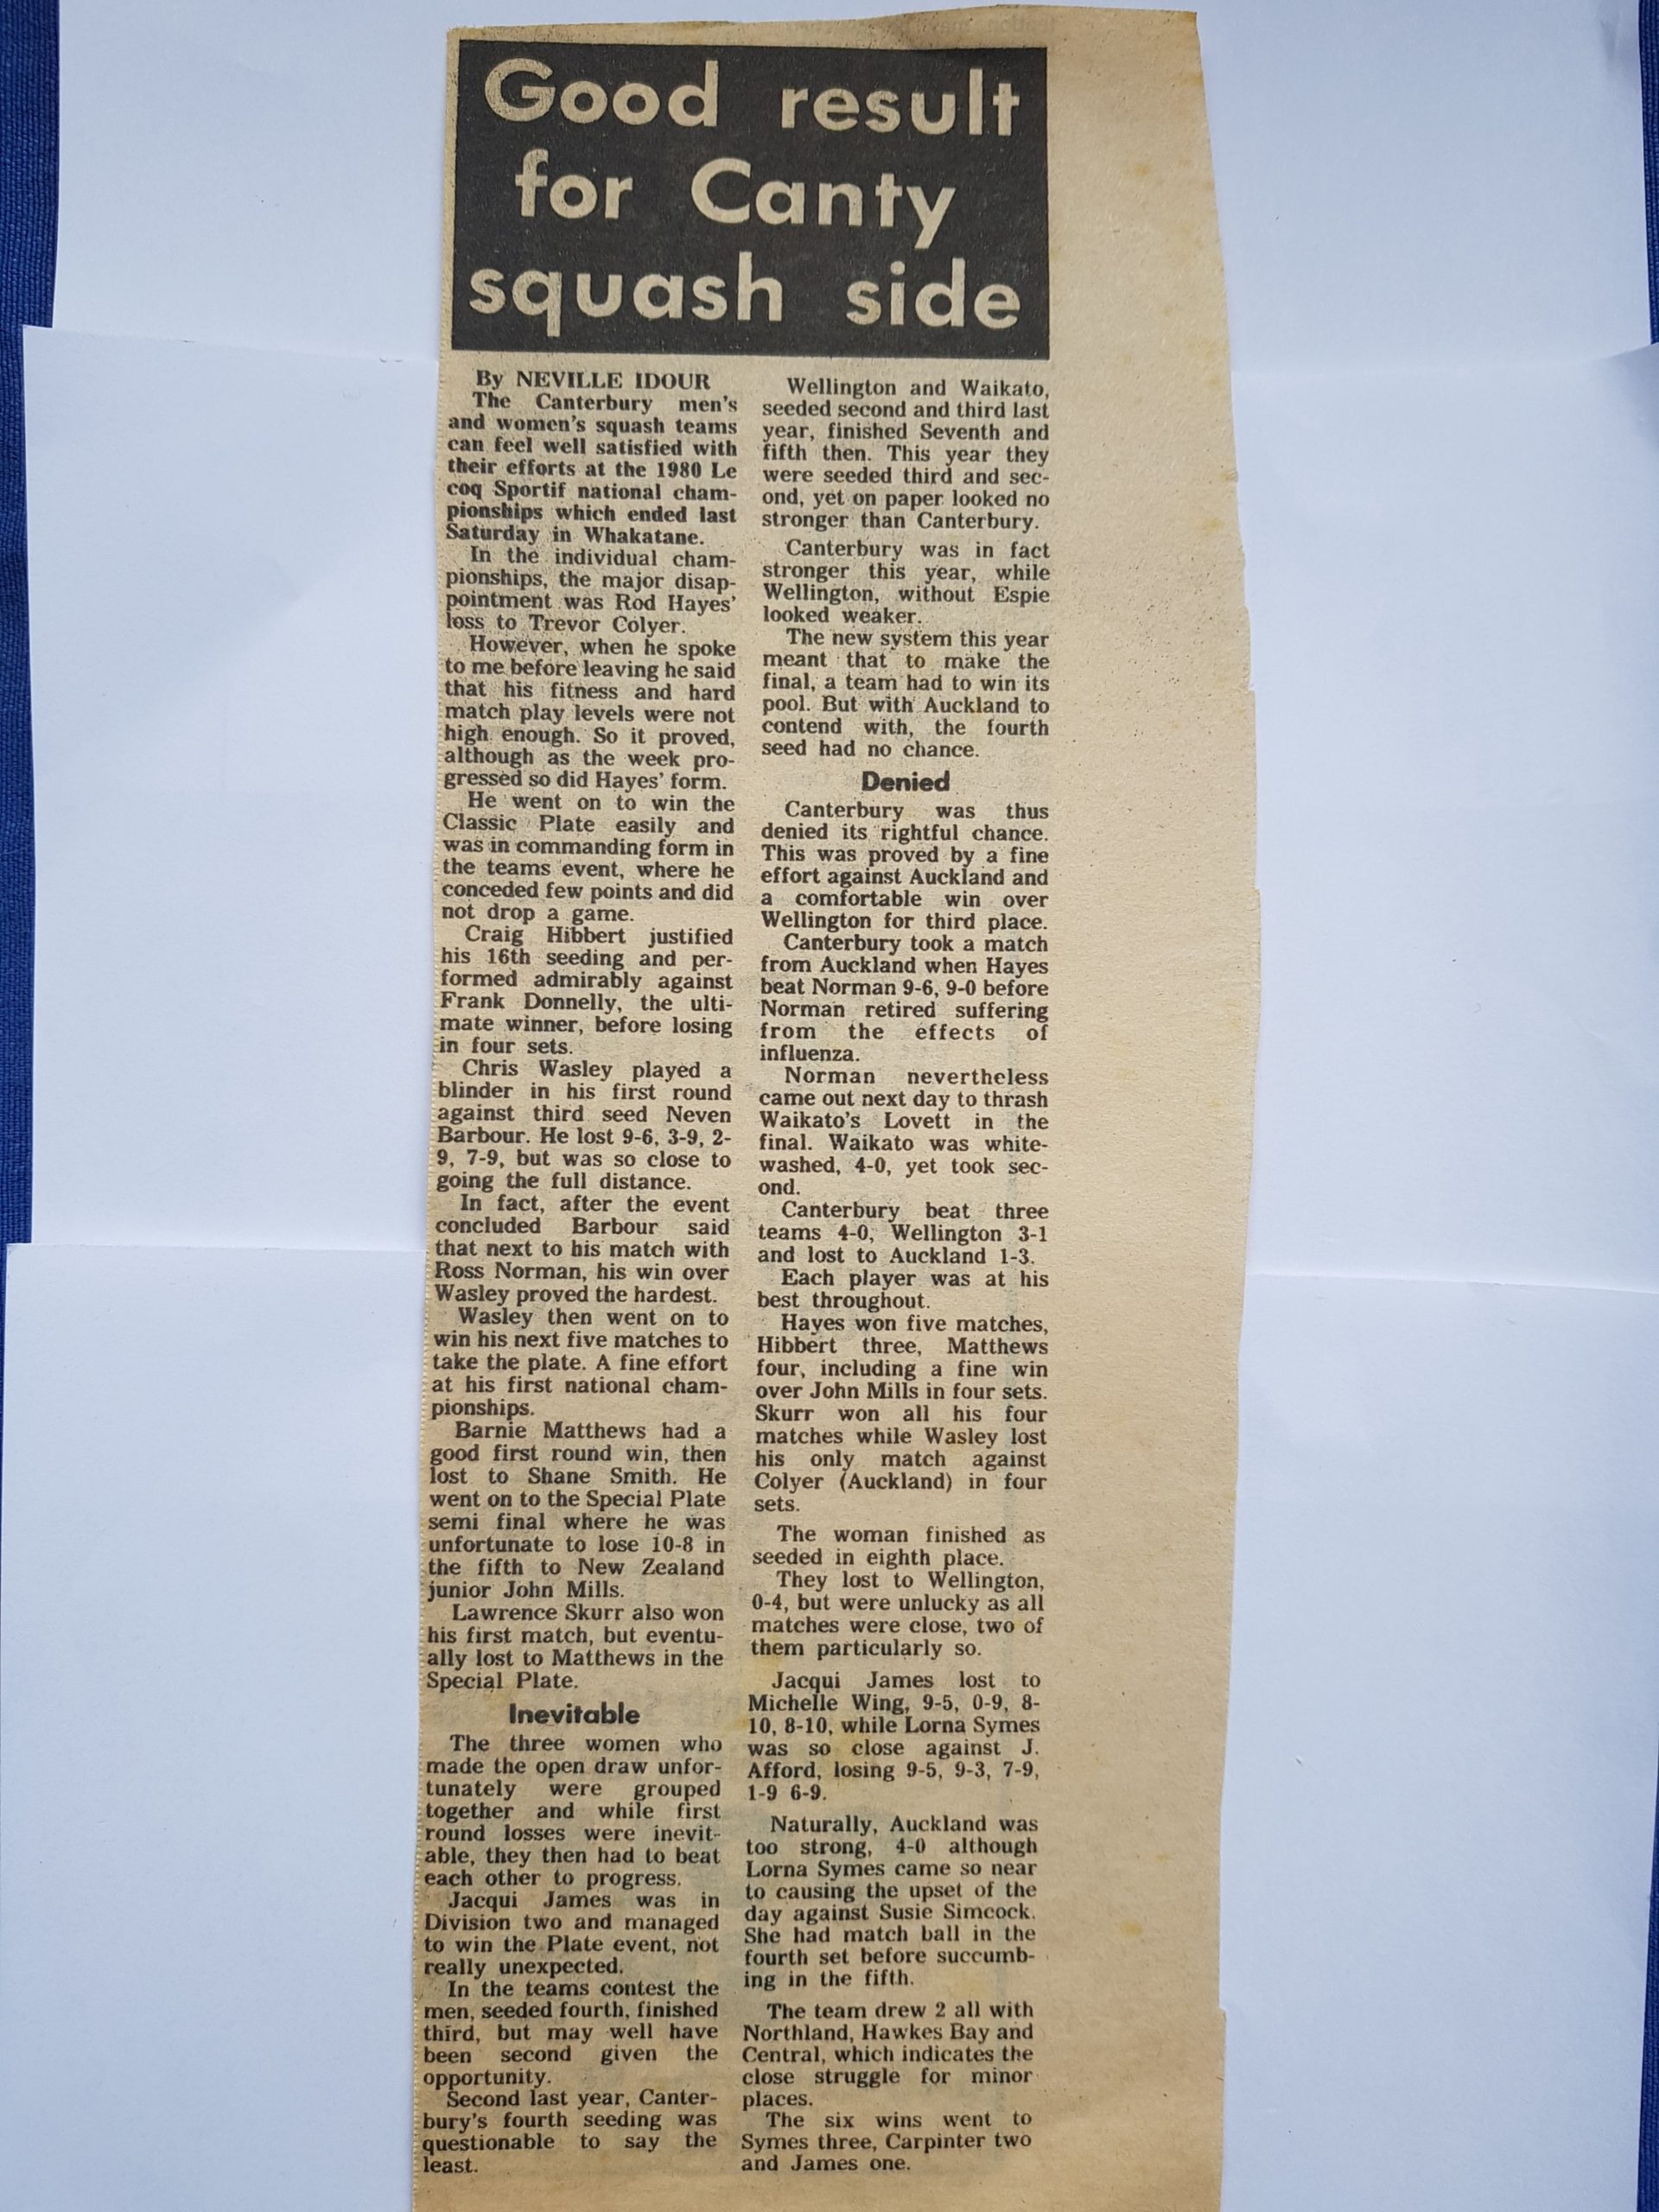 Good result
for Canty
squash side
By NEVILLE IDOUR
The Canterbury men's
and women's squash teams
can feel well satisfied with
their efforts at the 1980 Le
coq Sportif national cham-
pionships which ended last
Saturday in Whakatane.
In the individual cham-
pionships, the major disap-
pointment was Rod Hayes'
loss to Trevor Colyer.
However, when he spoke
to me before leaving he said
that his fitness and hard
match play levels were not
high enough. So it proved,
although as the week pro-
gressed so did Hayes' form.
He went on to win the
Classic Plate easily and
was in commanding form in
the teams event, where he
conceded few points and did
not drop a game.
Craig Hibbert justified
his 16th seeding and per-
formed admirably against
Frank Donnelly, the ulti-
mate winner, before losing
in four sets.
Chris Wasley played a
blinder in his first round
against third seed Neven
Barbour. He lost 9-6, 3-9, 2-
9, 7-9, but was so close to
going the full distance.
In fact, after the event
concluded Barbour said
that next to his match with
Ross Norman, his win over
Wasley proved the hardest.
Wasley then went on to
win his next five matches to
take the plate. A fine effort
at his first national cham-
pionships.
Barnie Matthews had a
good first round win, then
lost to Shane Smith. He
went on to the Special Plate
semi final where he was
unfortunate to lose 10-8 in
the fifth to New Zealand
junior John Mills.
Lawrence Skurr also won
his first match, but eventu-
ally lost to Matthews in the
Special Plate.
Inevitable
The three women who
made the open draw unfor-
tunately were grouped
together and while first
round losses were inevit-
able, they then had to beat
each other to progress.
Jacqui James was in
Division two and managed
to win the Plate event, not
really unexpected.
In the teams contest the
men, seeded fourth, finished
third, but may well have
been second given the
opportunity.
Second last year, Canter-
bury's fourth seeding was
questionable to say the
least.
Wellington and Waikato,
seeded second and third last
year, finished Seventh and
fifth then. This year they
were seeded third and sec-
ond, yet on paper looked no
stronger than Canterbury.
Canterbury was in fact
stronger this year, while
Wellington, without Espie
looked weaker.
The new system this year
meant that to make the
final, a team had to win its
pool. But with Auckland to
contend with, the fourth
seed had no chance.
Denied
Canterbury was thus
denied its rightful chance.
This was proved by a fine
effort against Auckland and
a comfortable win over
Wellington for third place.
Canterbury took a match
from Auckland when Hayes
beat Norman 9-6, 9-0 before
Norman retired suffering
from the effects of
influenza.
Norman nevertheless
came out next day to thrash
Waikato's Lovett in the
final. Waikato was white-
washed, 4-0, yet took sec-
ond.
Canterbury beat three
teams 4-0, Wellington 3-1
and lost to Auckland 1-3.
Each player was at his
best throughout.
Hayes won five matches,
Hibbert three, Matthews
four, including a fine win
over John Mills in four sets.
Skurr won all his four
matches while Wasley lost
his only match against
Colyer (Auckland) in four
sets.
The woman finished as
seeded in eighth place.
They lost to Wellington,
0-4, but were unlucky as all
matches were close, two of
them particularly so.
Jacqui James lost to
Michelle Wing, 9-5, 0-9, 8-
10, 8-10, while Lorna Symes
was so close against J.
Afford, losing 9-5, 9-3, 7-9,
1-9 6-9.
Naturally, Auckland was
too strong, 4-0 although
Lorna Symes came so near
to causing the upset of the
day against Susie Simcock.
She had match ball in the
fourth set before succumb-
ing in the fifth.
The team drew 2 all with
Northland, Hawkes Bay and
Central, which indicates the
close struggle for minor
places.
The six wins went to
Symes three, Carpinter two
and James one.